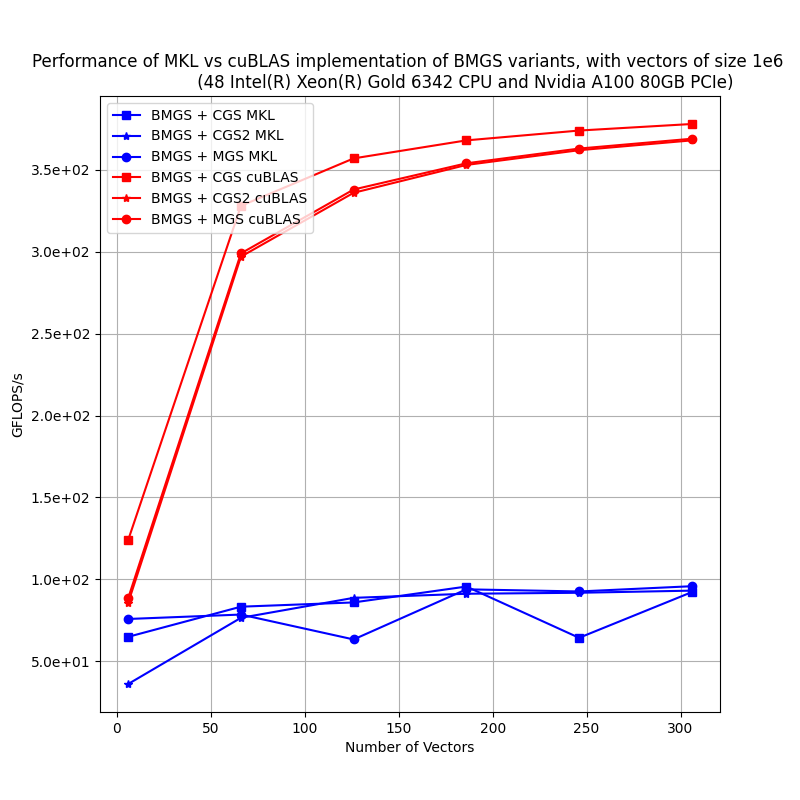 Performance of MKL vs cuBLAS implementation of BMGS variants, with vectors of size 1e6
(48 Intel(R) Xeon(R) Gold 6342 CPU and Nvidia A100 80GB PCIe)
BMGS + CGS MKL
BMGS + CGS2 MKL
BMGS + MGS MKL
BMGS + CGS cuBLAS
BMGS + CGS2 cuBLAS
BMGS + MGS cuBLAS
3.5e+02
3.0e+02
2.5e+02
2.0e+02
1.5e+02
1.0e+02
5.0e+01
GFLOPS/s
0 50 100 150 200 250 300
Number of Vectors